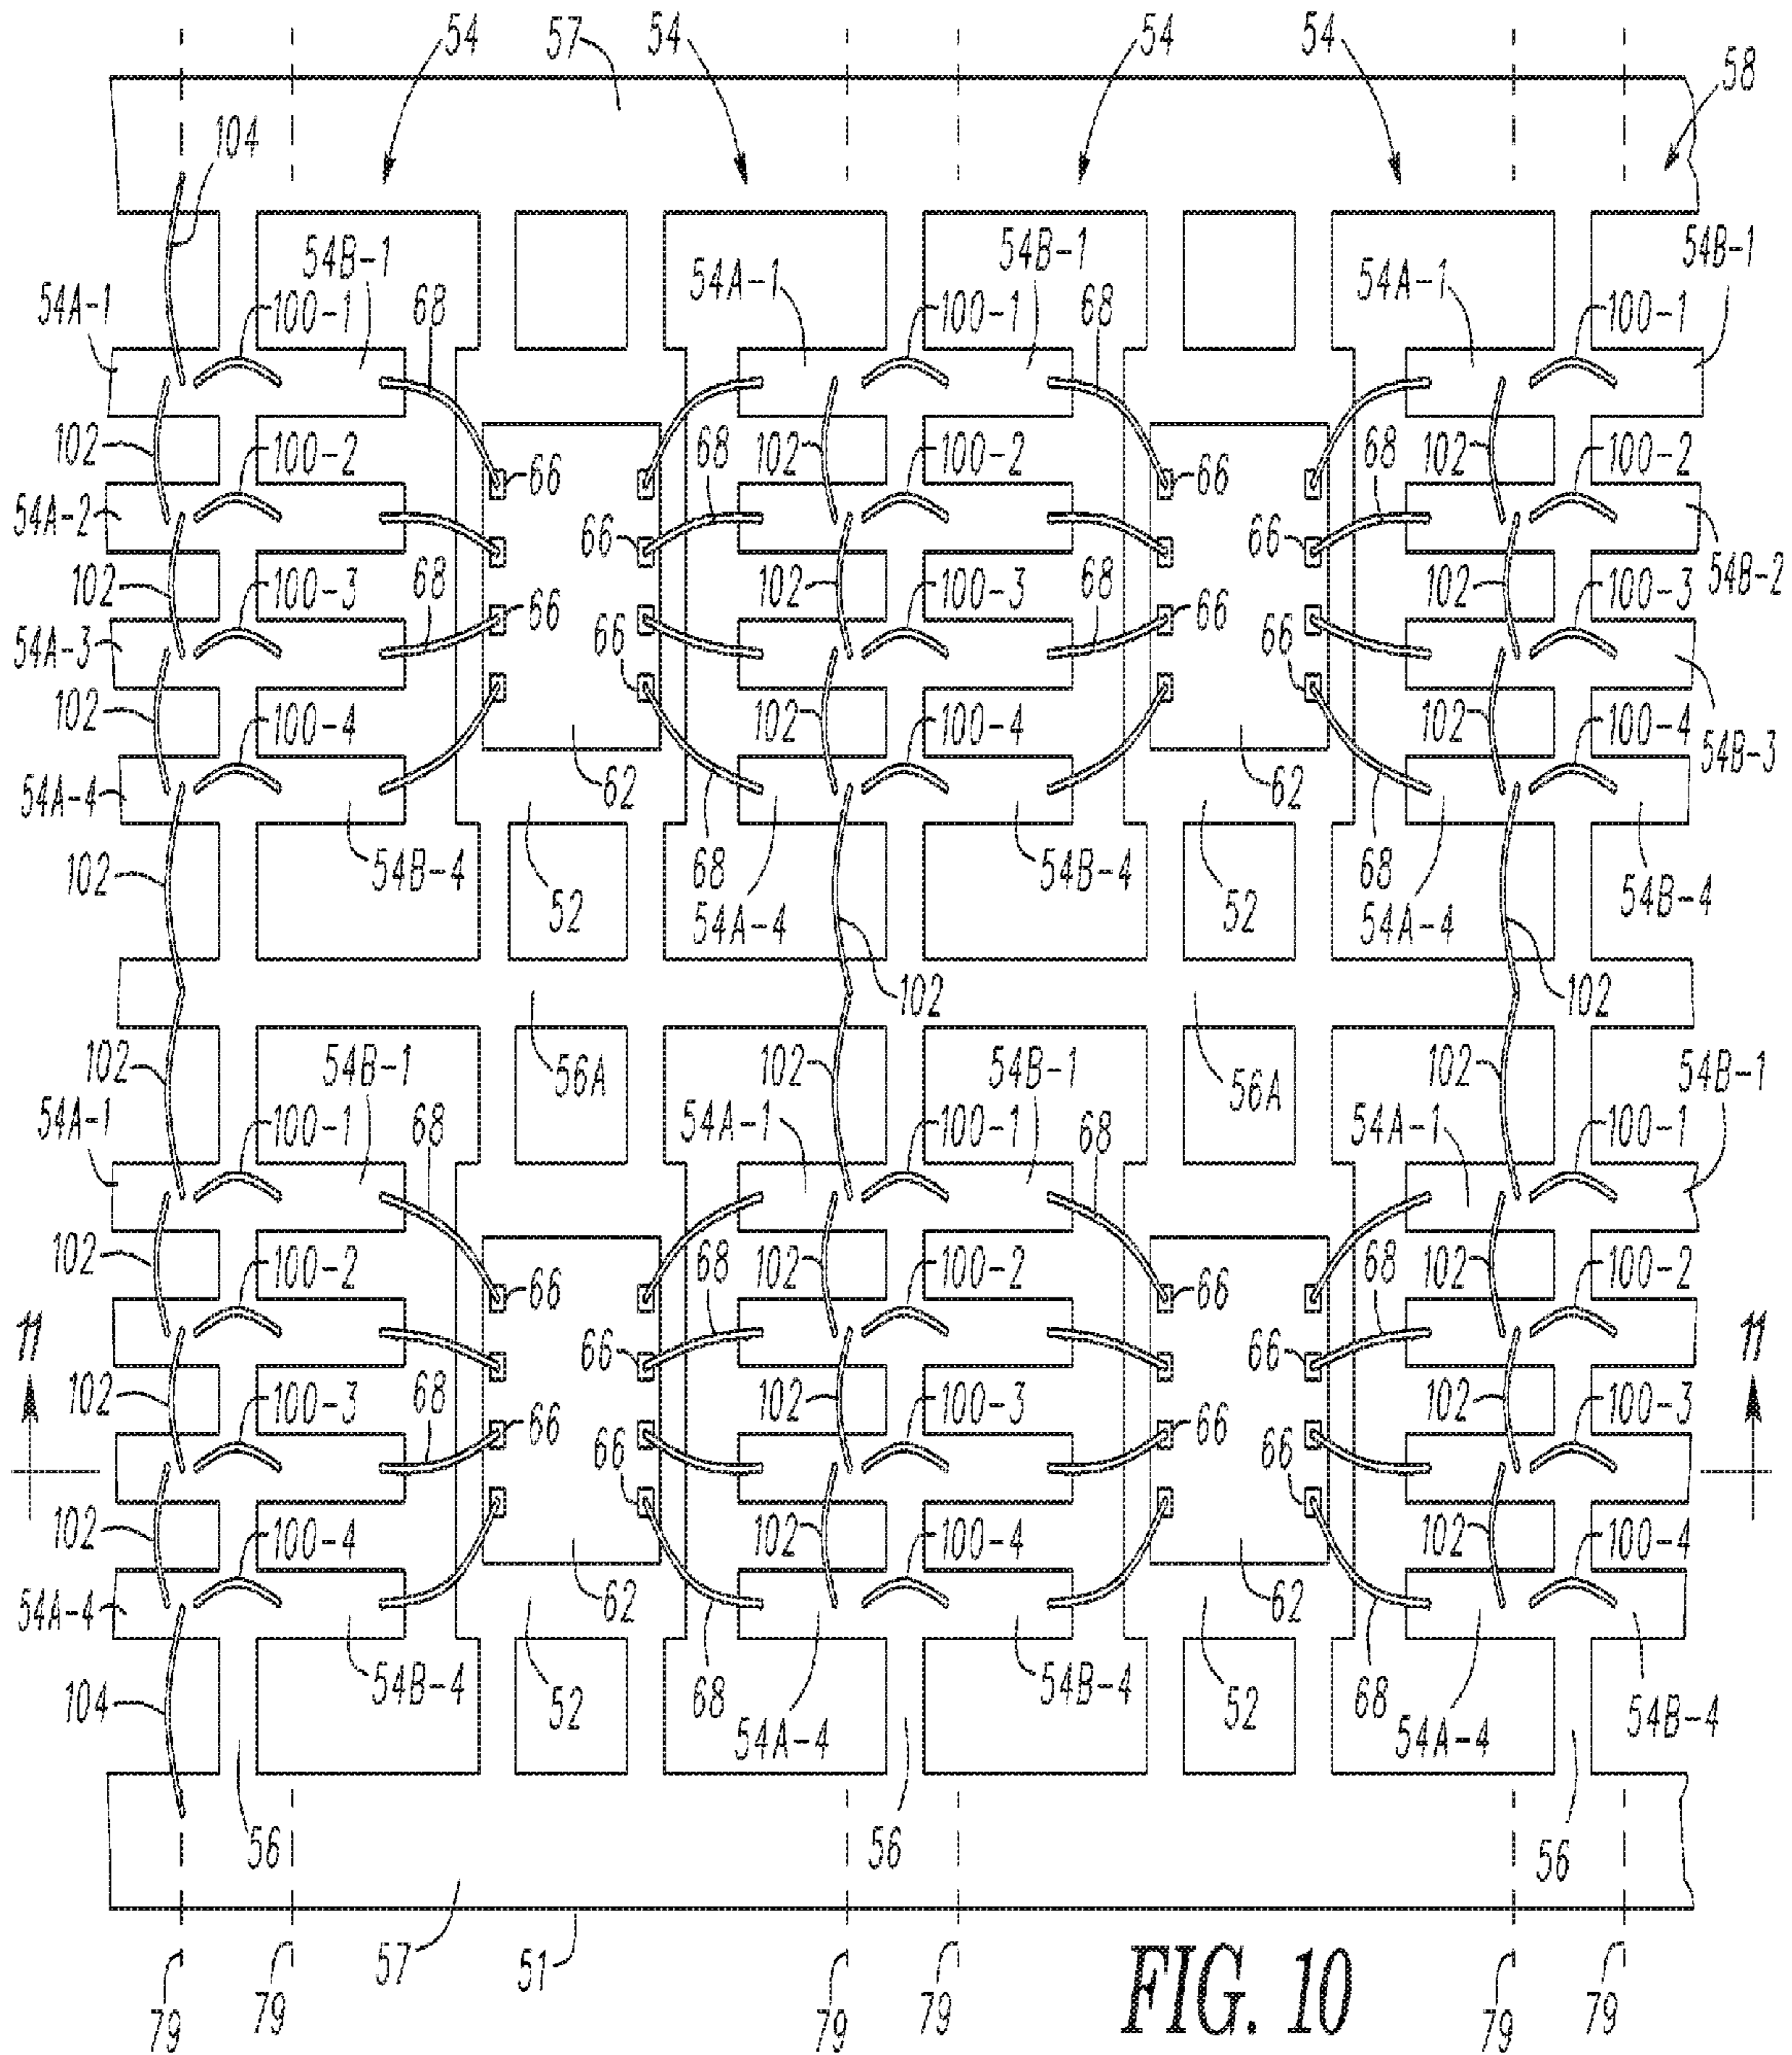 54 57 54 54 54 58
104
54B-1 54A-1 54B-1 54A-1 54B-1
54A-1 100-1 68 100-1 68 100-1
102 100-2 66 68 102 100-2 66 68 102 100-2
54A-2 66 66 54B-2
102 100-3 68 66 102 100-3 68 66 102 100-3
54A-3 66 66
102 100-4 102 100-4 102 100-4 54B-3
54A-4 62 62
102 54B-4 52 68 54B-4 52 68 54B-4
54A-4 54A-4
102 102
102 54B-1 56A 102 54B-1 56A 102 54B-1
54A-1 100-1 68 54A-1 100-1 68 54A-1 100-1
102 100-2 66 68 102 100-2 66 68 102 100-2
11 66 66 11
102 100-3 68 66 102 100-3 66 102 100-3
66 66
102 100-4 102 100-4 102 100-4
54A-4 62 62
104 54B-4 52 68 54B-4 52 68 54B-4
54A-4 54A-4
56 56 56
57 51
79 79 79 79 79 79
FIG. 10